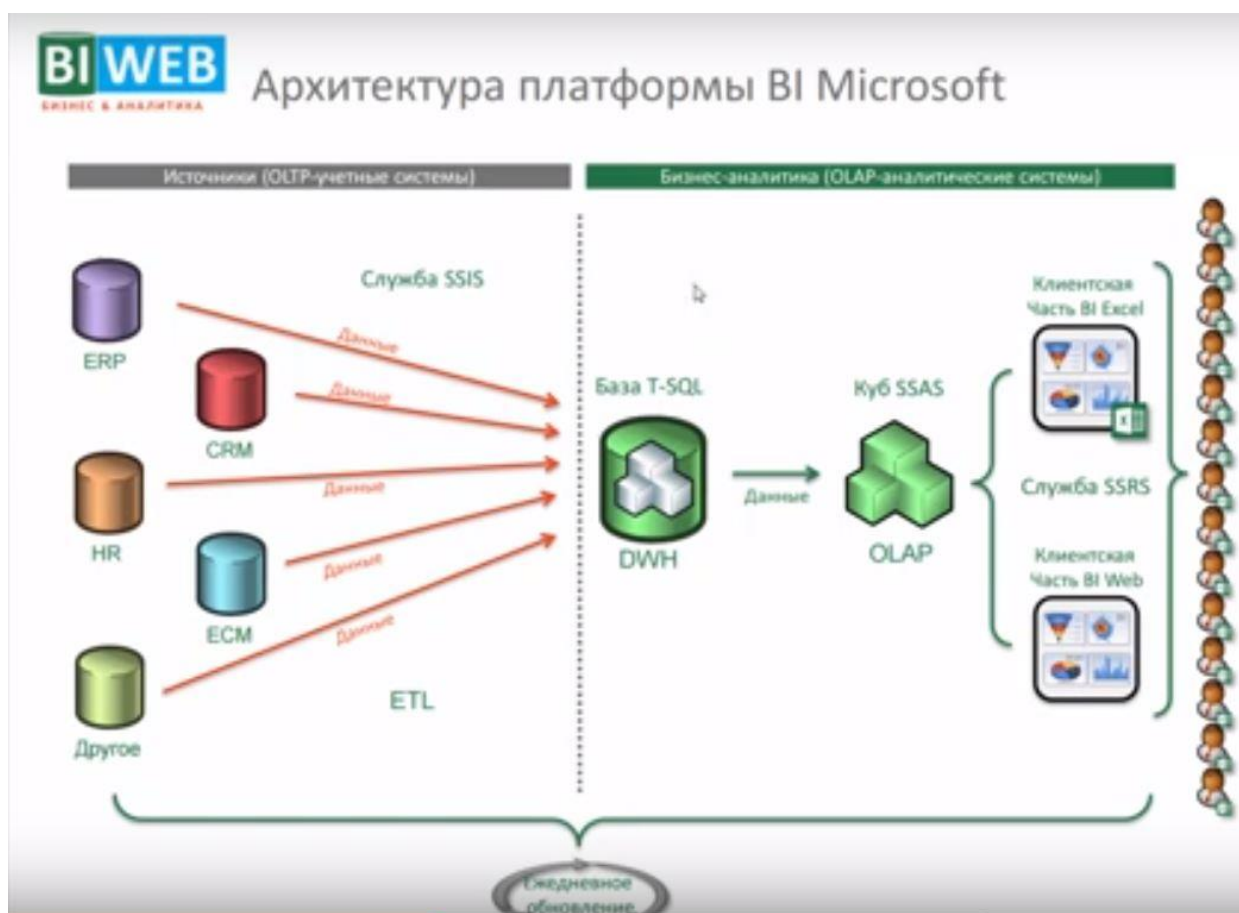 BI WEB
БИЗНЕС & АНАЛИТИКА
Архитектура платформы BI Microsoft
Источники (OLTP-учетные системы)
Бизнес-аналитика (OLAP-аналитические системы)
Служба SSIS
ERP
Данные
CRM
Данные
HR
Данные
ECM
Данные
Другое
Данные
ETL
База T-SQL
DWH
Данные
Куб SSAS
OLAP
Клиентская
Часть BI Excel
Служба SSRS
Клиентская
Часть BI Web
Ежедневное
обновление